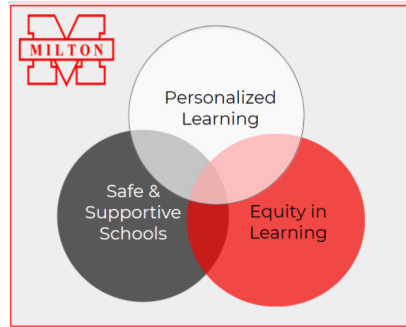 MILTON
Personalized
Learning
Safe &
Supportive
Schools
Equity in
Learning